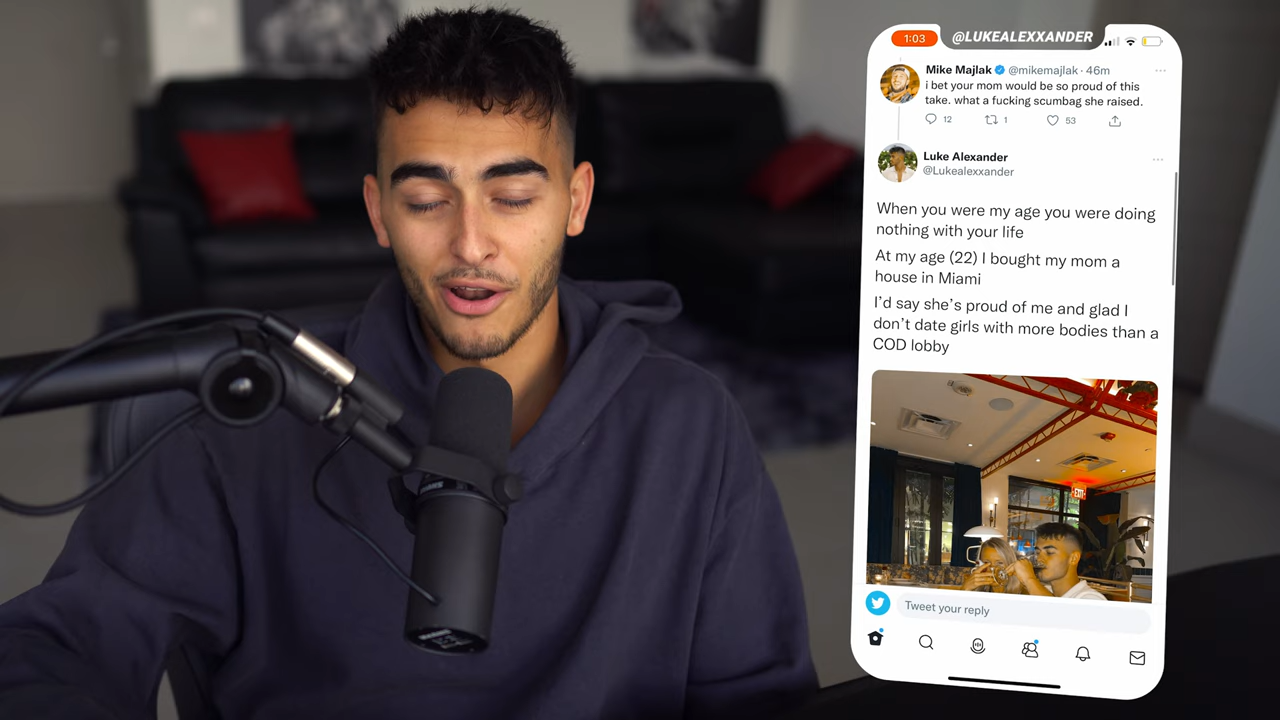 1:03
@LUKEALEXXANDER
Mike Majlak @mikemajlak · 46m
i bet your mom would be so proud of this
take. what a fucking scumbag she raised.
12 1 53
Luke Alexander
@Lukealexxander
When you were my age you were doing
nothing with your life
At my age (22) I bought my mom a
house in Miami
I'd say she's proud of me and glad I
don't date girls with more bodies than a
COD lobby
EXIT
Tweet your reply